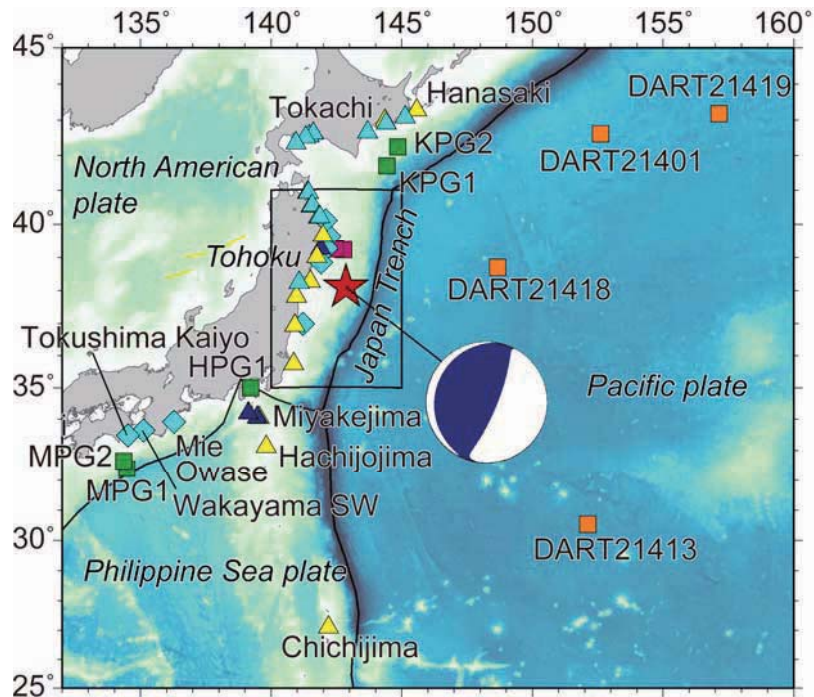 135° 140° 145° 150° 155° 160°
45°
DART21419
Tokachi
Hanasaki
DART21401
KPG2
North American
plate
KPG1
40°
Tohoku
Japan Trench
DART21418
Tokushima Kaiyo
HPG1
35°
Pacific plate
Miyakejima
Mie
Owase
Hachijojima
MPG2
MPG1
Wakayama SW
30°
DART21413
Philippine Sea plate
Chichijima
25°